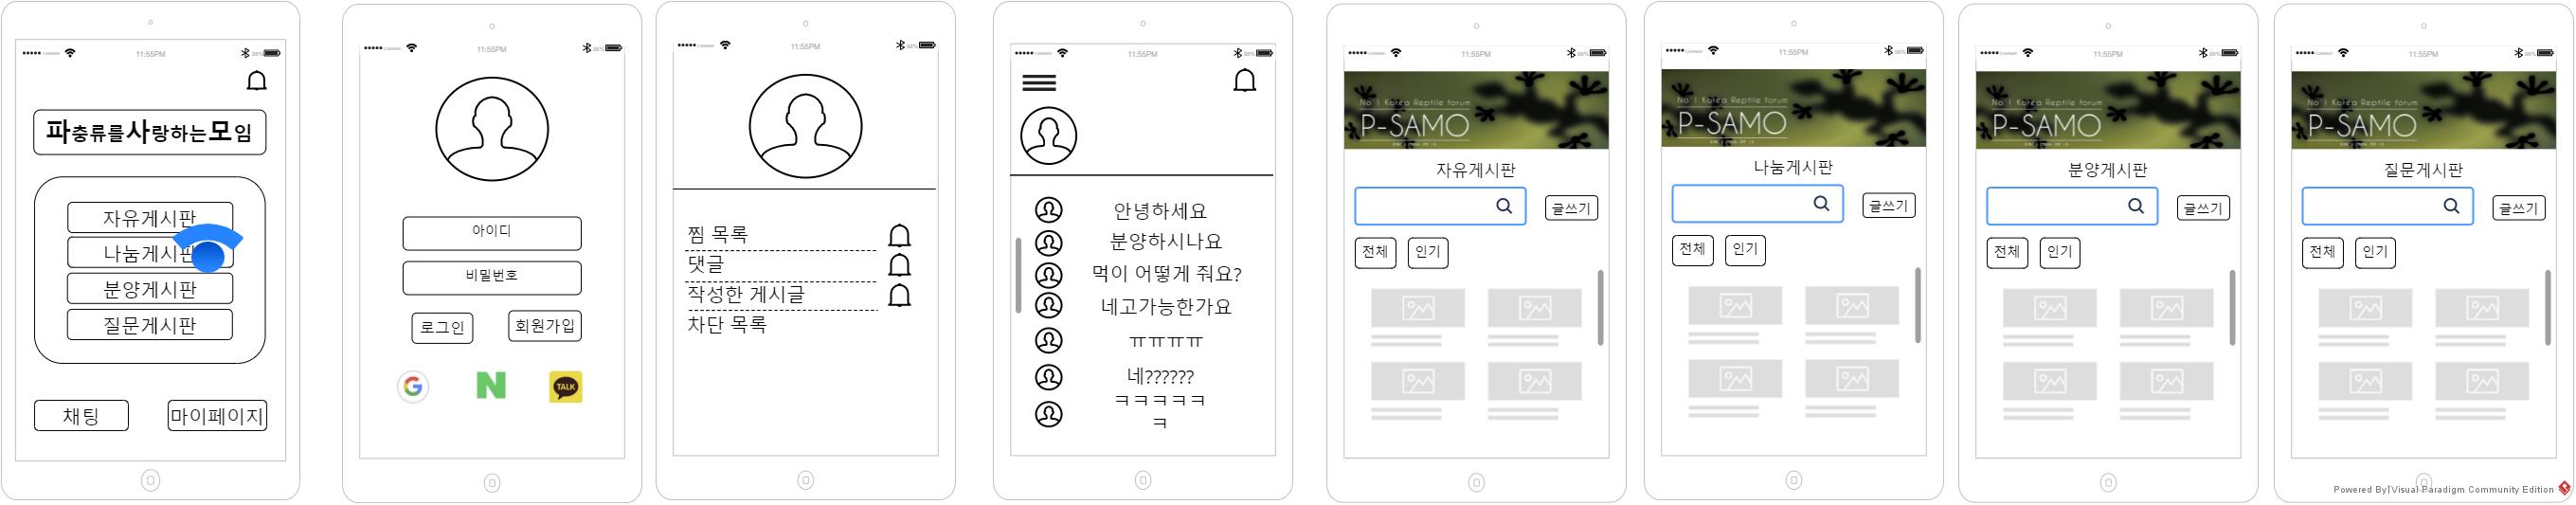 11:55PM
파충류를사랑하는모임
자유게시판
나눔게시판
분양게시판
질문게시판
채팅
마이페이지
11:55PM
아이디
비밀번호
로그인
회원가입
G
N
TALK
11:55PM
찜 목록
댓글
작성한 게시글
차단 목록
11:55PM
안녕하세요
분양하시나요
먹이 어떻게 줘요?
네고가능한가요
ㅠㅠㅠㅠ
네??????
ㅋㅋㅋㅋㅋ
ㅋ
11:55PM
No'1 Korea Reptile forum
P-SAMO
자유게시판
글쓰기
전체
인기
11:55PM
No'1 Korea Reptile forum
P-SAMO
나눔게시판
글쓰기
전체
인기
11:55PM
No'1 Korea Reptile forum
P-SAMO
분양게시판
글쓰기
전체
인기
11:55PM
No'1 Korea Reptile forum
P-SAMO
질문게시판
글쓰기
전체
인기
Powered By Visual Paradigm Community Edition